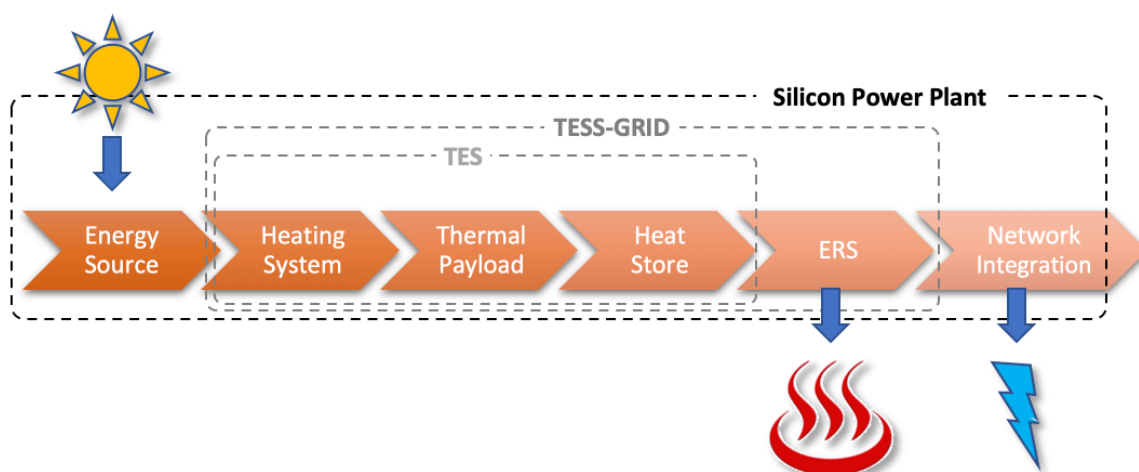 Silicon Power Plant
TESS-GRID
TES
Energy
Source
Heating
System
Thermal
Payload
Heat
Store
ERS
Network
Integration